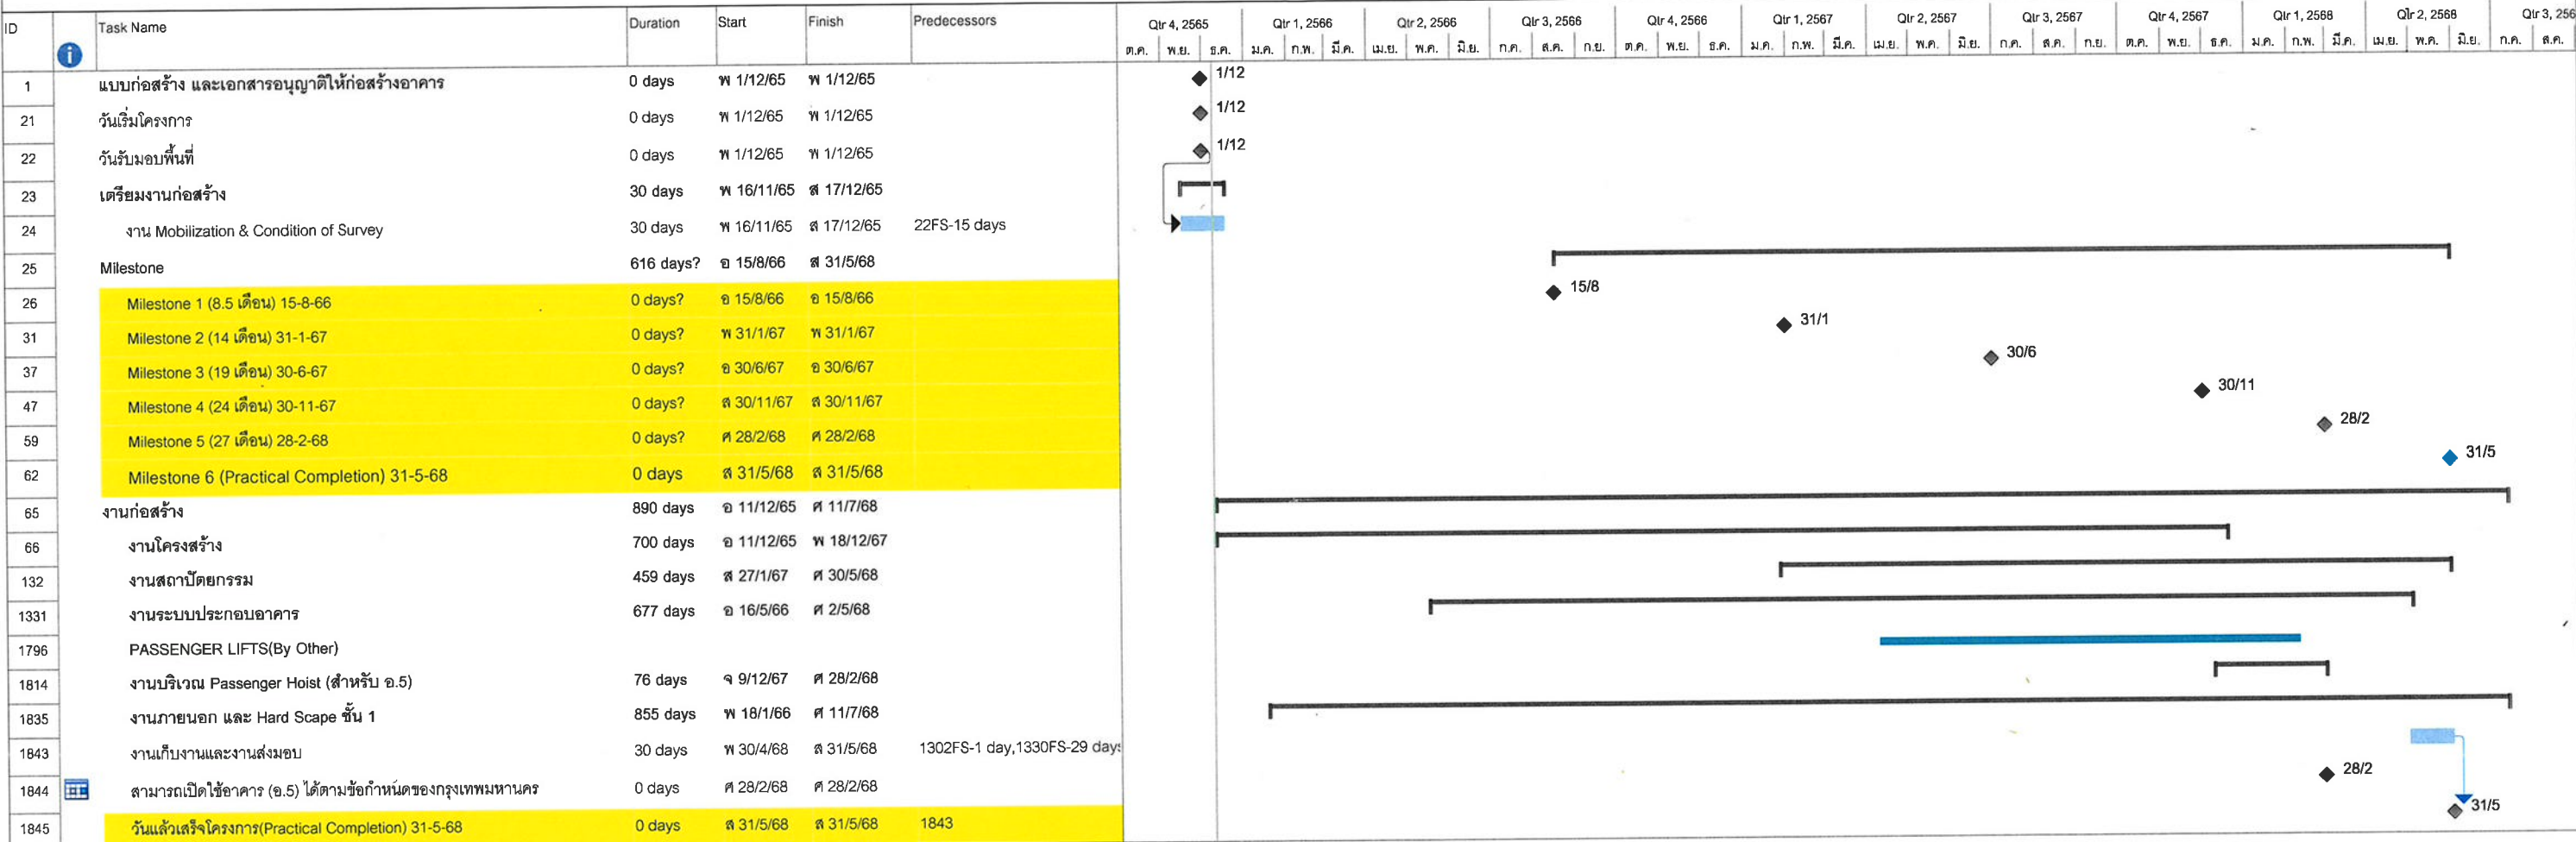 ID Task Name Duration Start Finish Predecessors
Qtr 4, 2565 Qtr 1, 2566 Qtr 2, 2566 Qtr 3, 2566 Qtr 4, 2566 Qtr 1, 2567 Qtr 2, 2567 Qtr 3, 2567 Qtr 4, 2567 Qtr 1, 2568 Qtr 2, 2568 Qtr 3, 256
ต.ค. พ.ย. ธ.ค. ม.ค. ก.พ. มี.ค. เม.ย. พ.ค. มิ.ย. ก.ค. ส.ค. ก.ย. ต.ค. พ.ย. ธ.ค. ม.ค. ก.พ. มี.ค. เม.ย. พ.ค. มิ.ย. ก.ค. ส.ค. ก.ย. ต.ค. พ.ย. ธ.ค. ม.ค. ก.พ. มี.ค. เม.ย. พ.ค. มิ.ย. ก.ค. ส.ค.
1 แบบก่อสร้าง และเอกสารอนุญาติให้ก่อสร้างอาคาร 0 days พ 1/12/65 พ 1/12/65 1/12
21 วันเริ่มโครงการ 0 days พ 1/12/65 พ 1/12/65 1/12
22 วันรับมอบพื้นที่ 0 days พ 1/12/65 พ 1/12/65 1/12
23 เตรียมงานก่อสร้าง 30 days พ 16/11/65 ส 17/12/65
24 งาน Mobilization & Condition of Survey 30 days พ 16/11/65 ส 17/12/65 22FS-15 days
25 Milestone 616 days? อ 15/8/66 ส 31/5/68
26 Milestone 1 (8.5 เดือน) 15-8-66 0 days? อ 15/8/66 อ 15/8/66 15/8
31 Milestone 2 (14 เดือน) 31-1-67 0 days? พ 31/1/67 พ 31/1/67 31/1
37 Milestone 3 (19 เดือน) 30-6-67 0 days? อ 30/6/67 อ 30/6/67 30/6
47 Milestone 4 (24 เดือน) 30-11-67 0 days? ส 30/11/67 ส 30/11/67 30/11
59 Milestone 5 (27 เดือน) 28-2-68 0 days? ศ 28/2/68 ศ 28/2/68 28/2
62 Milestone 6 (Practical Completion) 31-5-68 0 days ส 31/5/68 ส 31/5/68 31/5
65 งานก่อสร้าง 890 days อ 11/12/65 ศ 11/7/68
66 งานโครงสร้าง 700 days อ 11/12/65 พ 18/12/67
132 งานสถาปัตยกรรม 459 days ส 27/1/67 ศ 30/5/68
1331 งานระบบประกอบอาคาร 677 days อ 16/5/66 ศ 2/5/68
1796 PASSENGER LIFTS(By Other)
1814 งานบริเวณ Passenger Hoist (สำหรับ อ.5) 76 days จ 9/12/67 ศ 28/2/68
1835 งานภายนอก และ Hard Scape ชั้น 1 855 days พ 18/1/66 ศ 11/7/68
1843 งานเก็บงานและงานส่งมอบ 30 days พ 30/4/68 ส 31/5/68 1302FS-1 day,1330FS-29 days
1844 สามารถเปิดใช้อาคาร (อ.5) ได้ตามข้อกำหนดของกรุงเทพมหานคร 0 days ศ 28/2/68 ศ 28/2/68 28/2
1845 วันแล้วเสร็จโครงการ(Practical Completion) 31-5-68 0 days ส 31/5/68 ส 31/5/68 1843 31/5